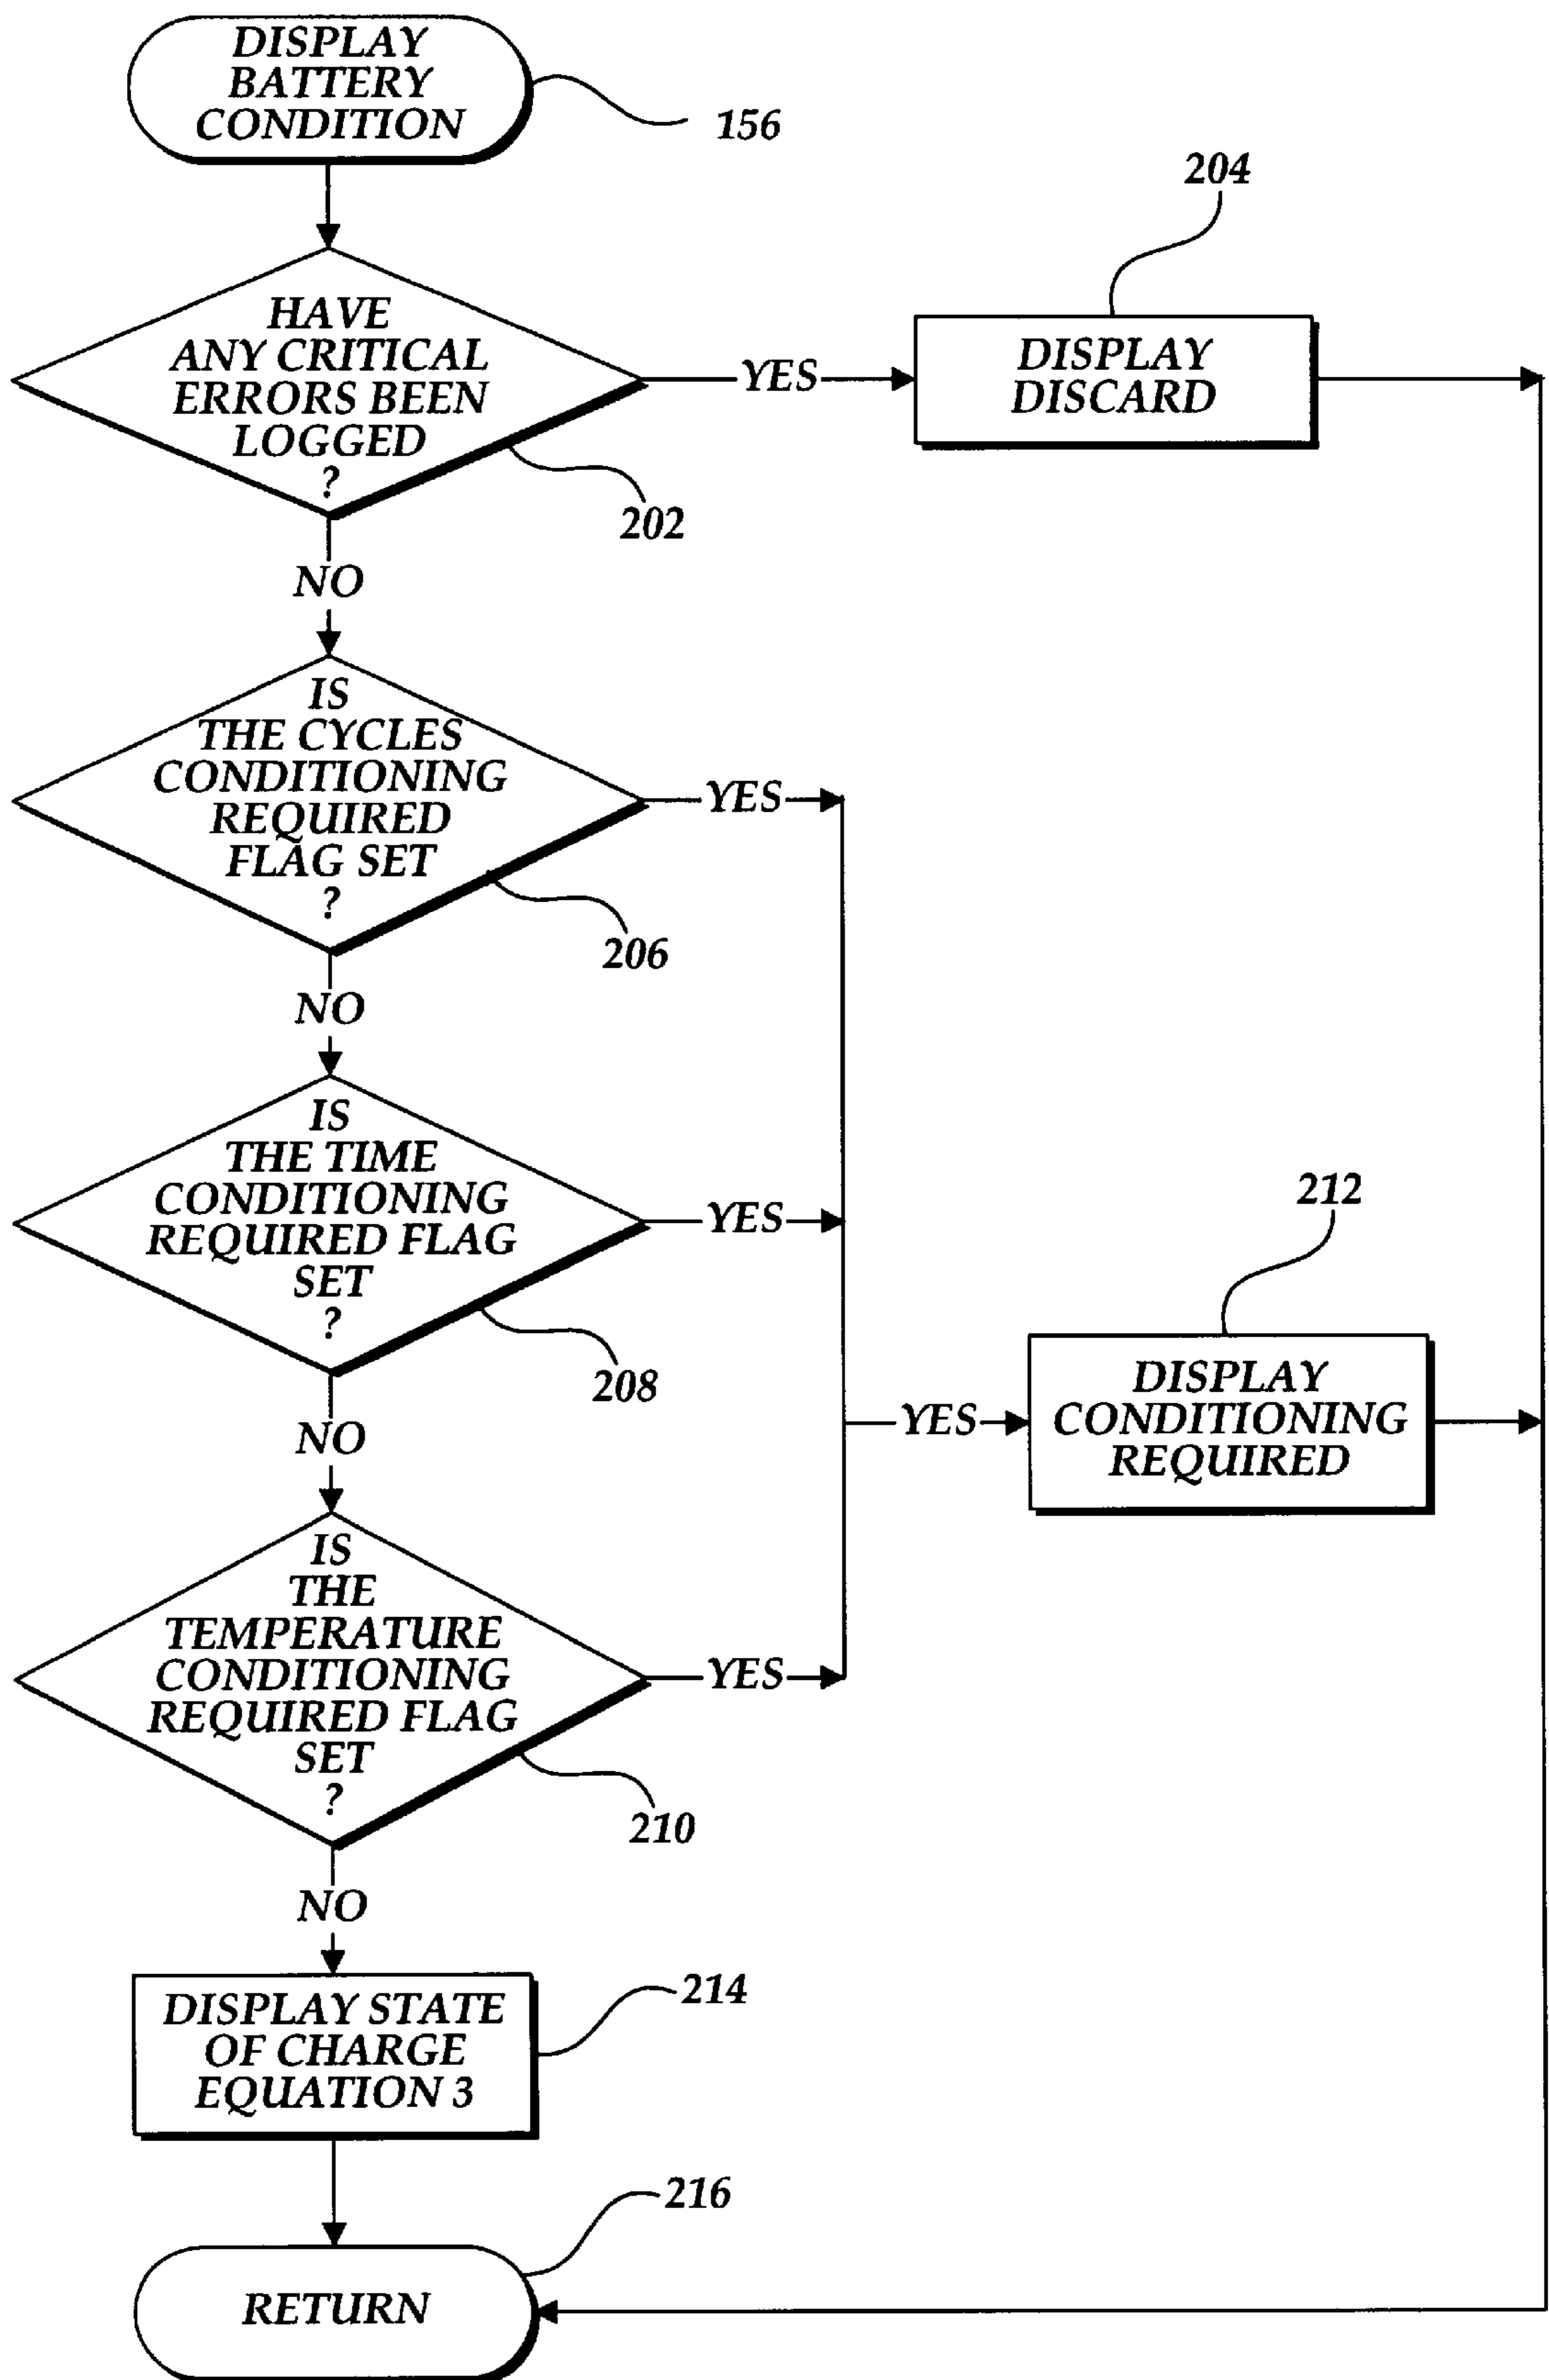 DISPLAY
BATTERY
CONDITION
156
204
HAVE
ANY CRITICAL
ERRORS BEEN
LOGGED
?
YES
DISPLAY
DISCARD
202
NO
IS
THE CYCLES
CONDITIONING
REQUIRED
FLAG SET
?
YES
206
NO
IS
THE TIME
CONDITIONING
REQUIRED FLAG
SET
?
YES
208
212
YES
DISPLAY
CONDITIONING
REQUIRED
NO
IS
THE
TEMPERATURE
CONDITIONING
REQUIRED FLAG
SET
?
YES
210
NO
DISPLAY STATE
OF CHARGE
EQUATION 3
214
216
RETURN